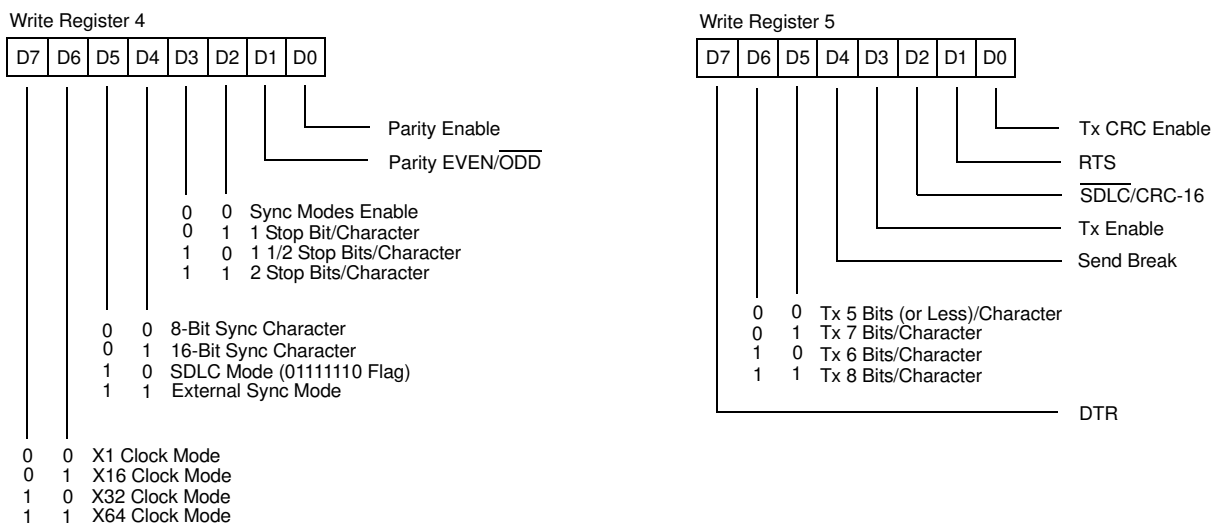 Write Register 4
D7 D6 D5 D4 D3 D2 D1 D0
Parity Enable
Parity EVEN/ODD
0 0 Sync Modes Enable
0 1 1 Stop Bit/Character
1 0 1 1/2 Stop Bits/Character
1 1 2 Stop Bits/Character
0 0 8-Bit Sync Character
0 1 16-Bit Sync Character
1 0 SDLC Mode (01111110 Flag)
1 1 External Sync Mode
0 0 X1 Clock Mode
0 1 X16 Clock Mode
1 0 X32 Clock Mode
1 1 X64 Clock Mode
Write Register 5
D7 D6 D5 D4 D3 D2 D1 D0
Tx CRC Enable
RTS
SDLC/CRC-16
Tx Enable
Send Break
0 0 Tx 5 Bits (or Less)/Character
0 1 Tx 7 Bits/Character
1 0 Tx 6 Bits/Character
1 1 Tx 8 Bits/Character
DTR